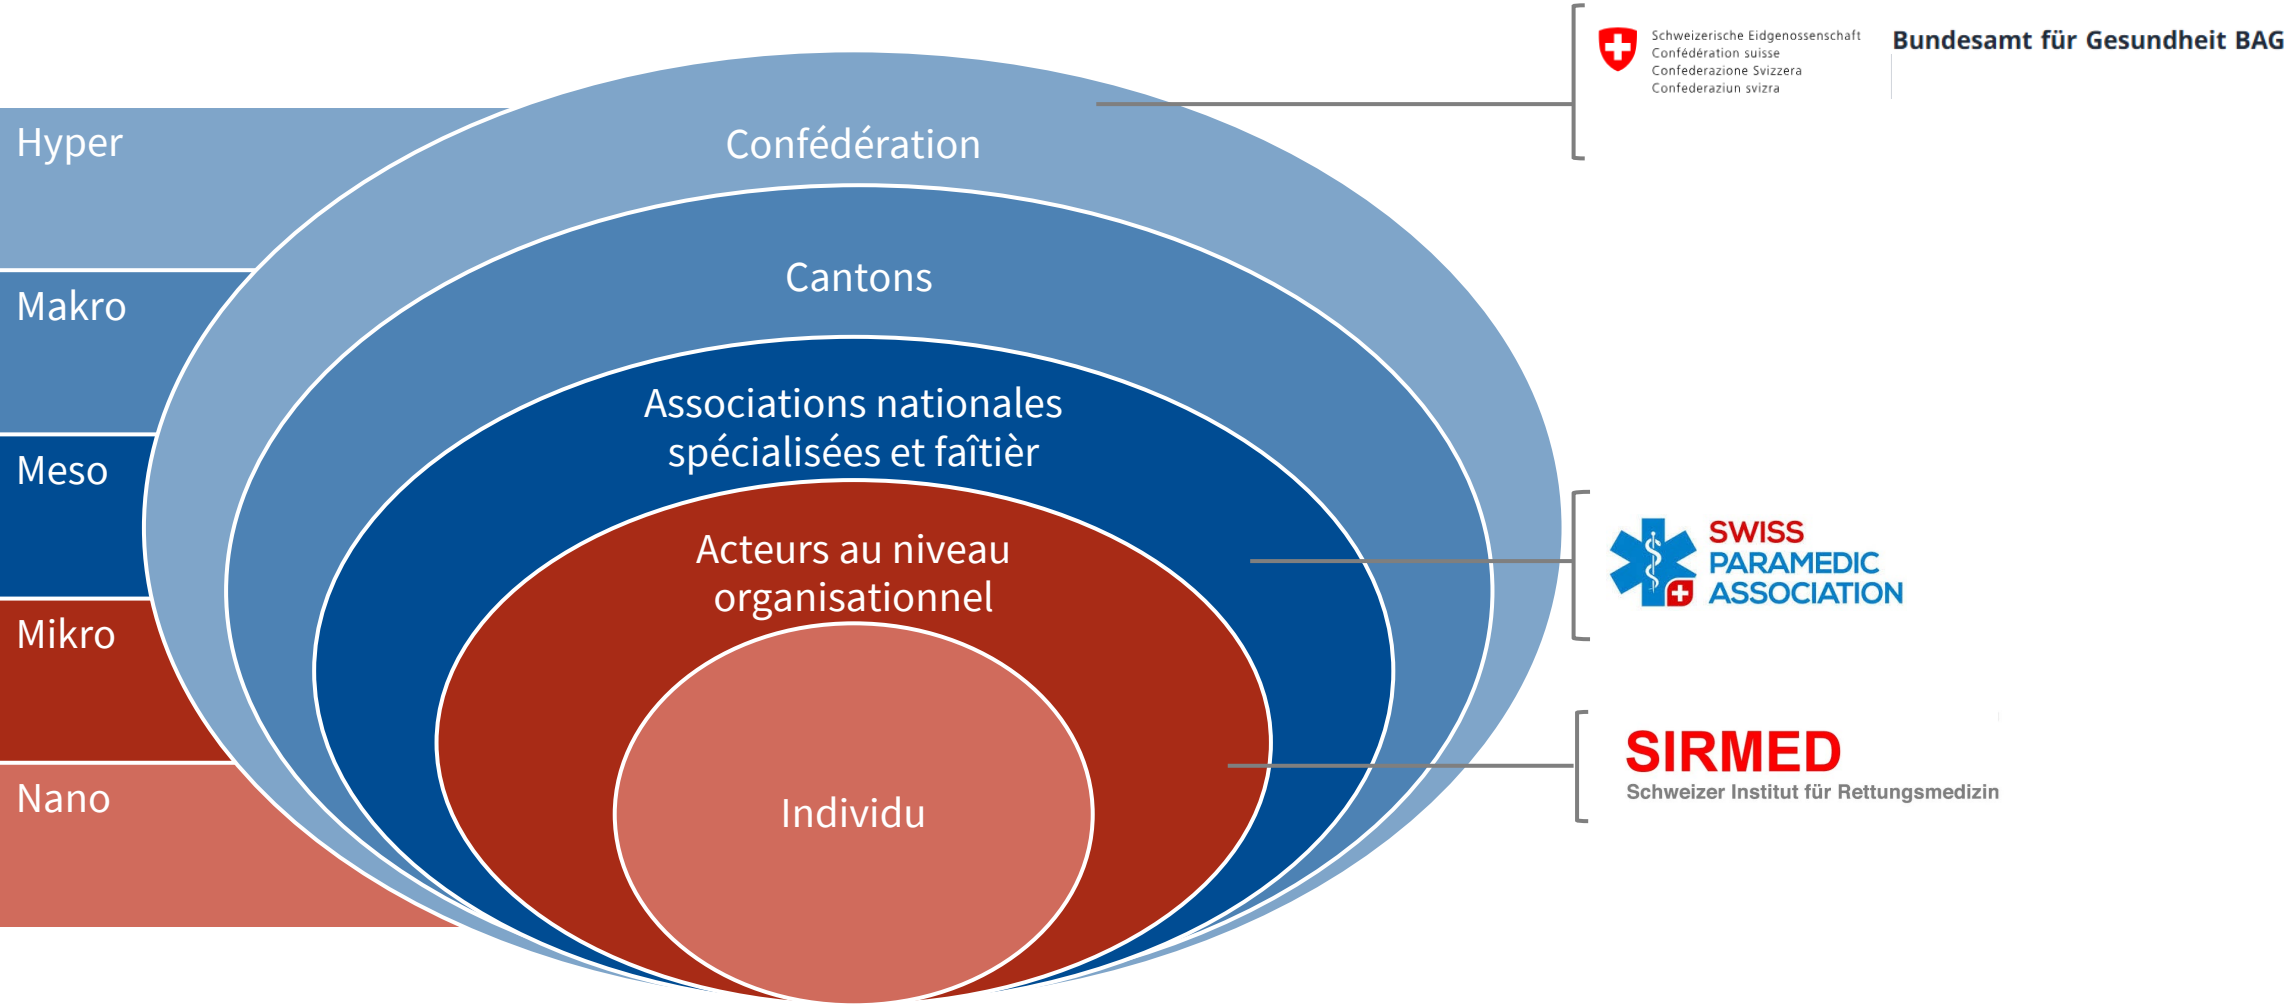 Hyper
Makro
Meso
Mikro
Nano
Confédération
Cantons
Associations nationales
spécialisées et faîtièr
Acteurs au niveau
organisationnel
Individu
Schweizerische Eidgenossenschaft
Confédération suisse
Confederazione Svizzera
Confederaziun svizra
Bundesamt für Gesundheit BAG
SWISS
PARAMEDIC
ASSOCIATION
SIRMED
Schweizer Institut für Rettungsmedizin